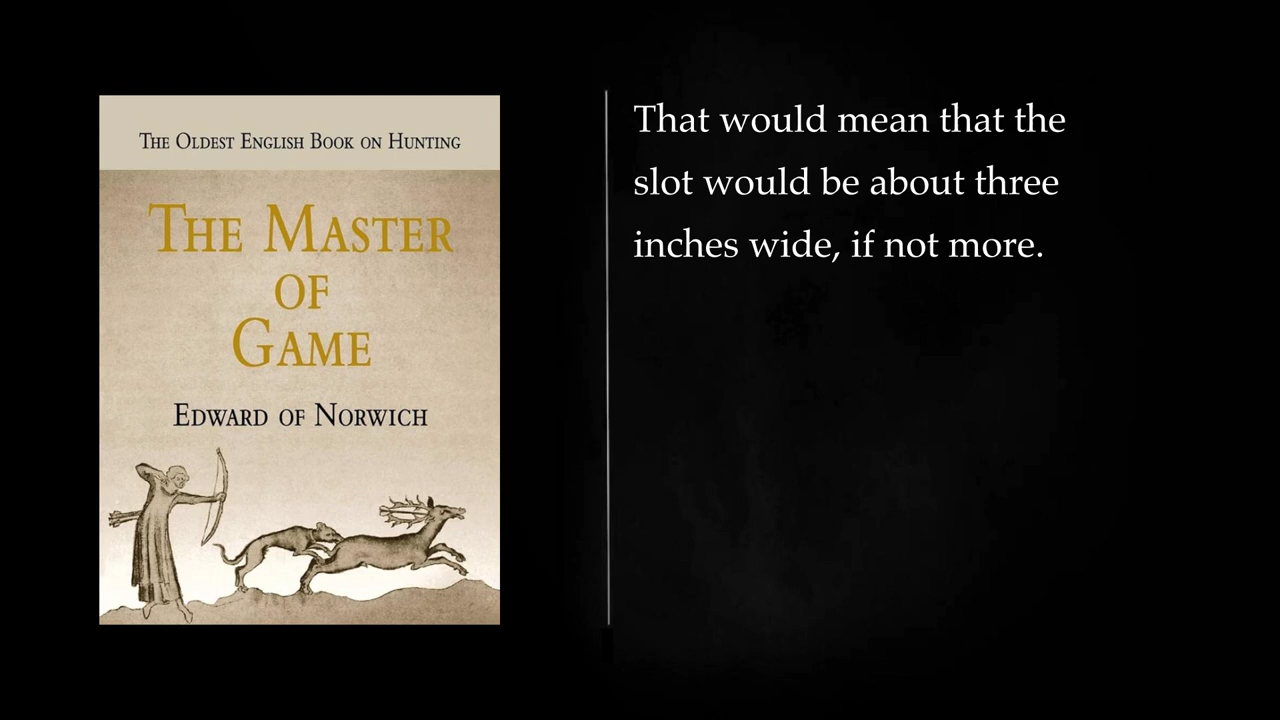 The Oldest English Book on Hunting
The Master
of
Game
Edward of Norwich
That would mean that the
slot would be about three
inches wide, if not more.